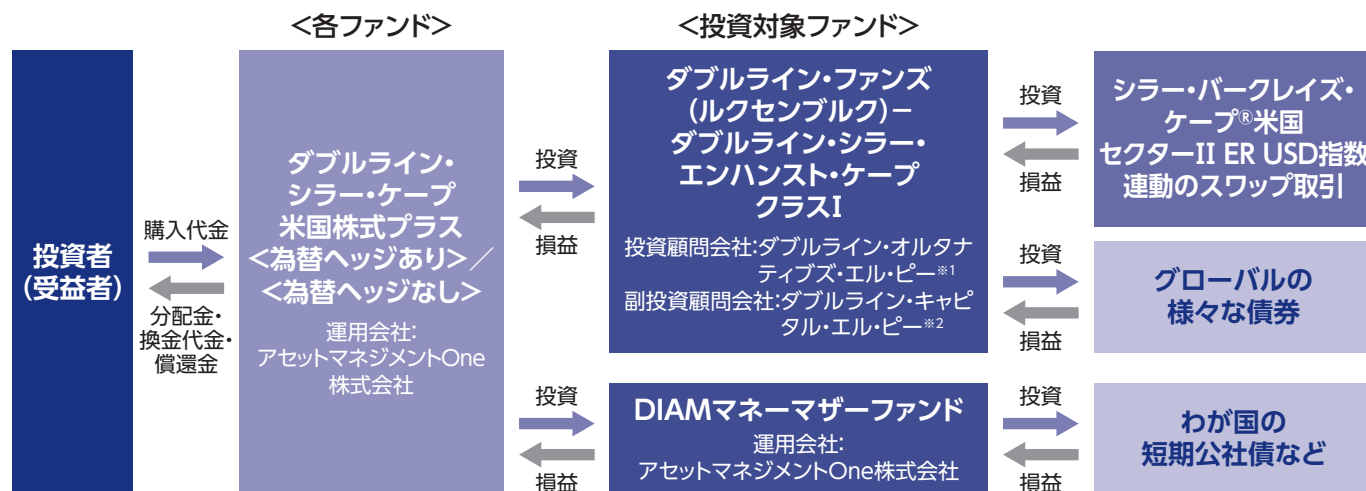 <各ファンド>
<投資対象ファンド>
投資者
(受益者)
購入代金
分配金・
換金代金・
償還金
ダブルライン・
シラー・ケープ
米国株式プラス
<為替ヘッジあり>/
<為替ヘッジなし>
運用会社:
アセットマネジメントOne
株式会社
投資
損益
投資
損益
ダブルライン・ファンズ
(ルクセンブルク)-
ダブルライン・シラー・
エンハンスト・ケープ
クラスI
投資顧問会社:ダブルライン・オルタナ
ティブズ・エル・ピー※1
副投資顧問会社:ダブルライン・キャピ
タル・エル・ピー※2
DIAMマネーマザーファンド
運用会社:
アセットマネジメントOne株式会社
投資
損益
投資
損益
投資
損益
シラー・バークレイズ・
ケープ®米国
セクターII ER USD指数
連動のスワップ取引
グローバルの
様々な債券
わが国の
短期公社債など